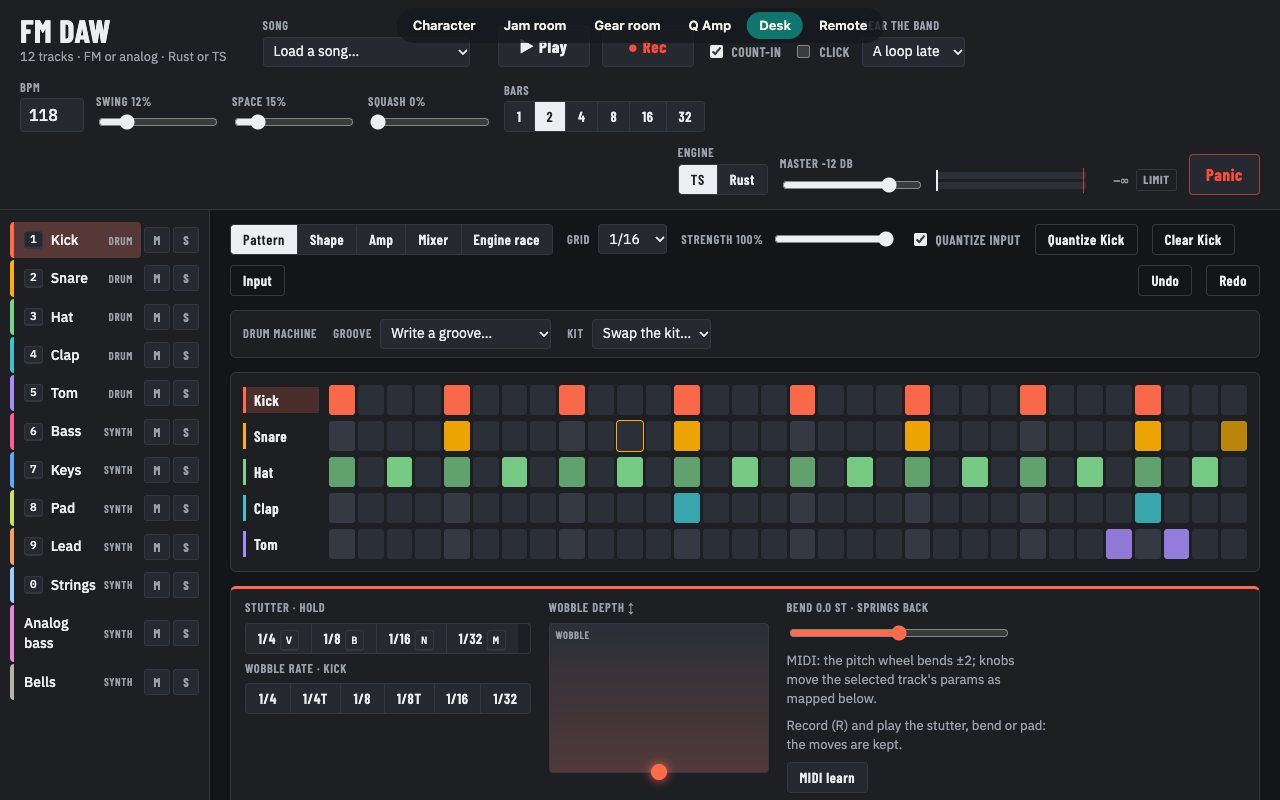 Character Jam room Gear room Q Amp Desk Remote
FM DAW
12 tracks · FM or analog · Rust or TS
SONG
Load a song...
Play
Rec
COUNT-IN
CLICK
EAR THE BAND
A loop late
BPM
118
SWING 12%
SPACE 15%
SQUASH 0%
BARS
1 2 4 8 16 32
ENGINE
TS Rust
MASTER -12 DB
-∞
LIMIT
Panic
1 Kick DRUM M S
2 Snare DRUM M S
3 Hat DRUM M S
4 Clap DRUM M S
5 Tom DRUM M S
6 Bass SYNTH M S
7 Keys SYNTH M S
8 Pad SYNTH M S
9 Lead SYNTH M S
0 Strings SYNTH M S
Analog bass SYNTH M S
Bells SYNTH M S
Pattern Shape Amp Mixer Engine race
GRID 1/16
STRENGTH 100%
QUANTIZE INPUT
Quantize Kick
Clear Kick
Input
Undo
Redo
DRUM MACHINE
GROOVE Write a groove...
KIT Swap the kit...
Kick
Snare
Hat
Clap
Tom
STUTTER · HOLD
1/4 V 1/8 B 1/16 N 1/32 M
WOBBLE RATE · KICK
1/4 1/4T 1/8 1/8T 1/16 1/32
WOBBLE DEPTH ↕
WOBBLE
BEND 0.0 ST · SPRINGS BACK
MIDI: the pitch wheel bends ±2; knobs
move the selected track's params as
mapped below.
Record (R) and play the stutter, bend or pad:
the moves are kept.
MIDI learn